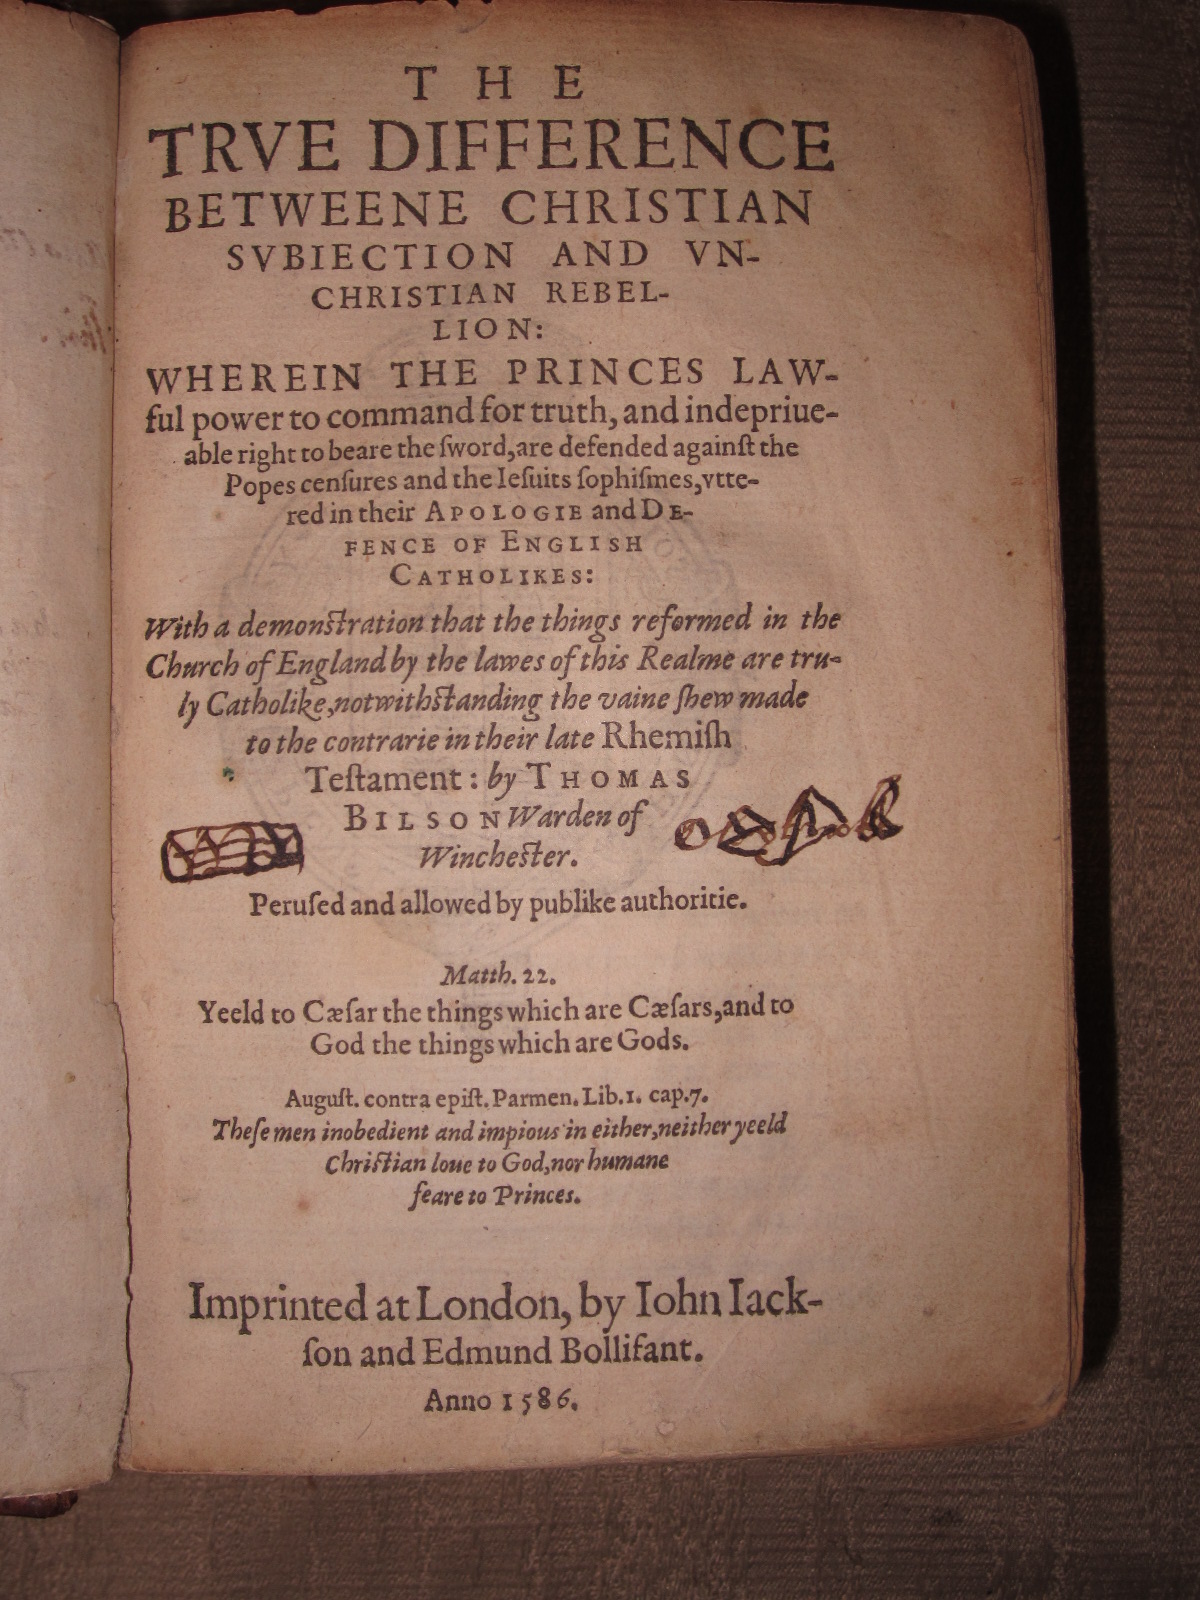 THE
TRVE DIFFERENCE
BETWEENE CHRISTIAN
SVBIECTION AND VN-
CHRISTIAN REBEL-
LION:
WHEREIN THE PRINCES LAW-
ful power to command for truth, and indepriue-
able right to beare the ſword, are defended againſt the
Popes cenſures and the Ieſuits ſophiſmes, vtte-
red in their APOLOGIE and DE-
FENCE OF ENGLISH
CATHOLIKES:
With a demonſtration that the things reformed in the
Church of England by the lawes of this Realme are tru-
ly Catholike, notwithſtanding the vaine ſhew made
to the contrarie in their late Rhemiſh
Teſtament: by THOMAS
BILSON Warden of
Wincheſter.
Peruſed and allowed by publike authoritie.
Matth. 22.
Yeeld to Cæſar the things which are Cæſars, and to
God the things which are Gods.
Auguſt. contra epiſt. Parmen. Lib.1. cap.7.
Theſe men inobedient and impious in either, neither yeeld
Chriſtian loue to God, nor humane
feare to Princes.
Imprinted at London, by Iohn Iack-
ſon and Edmund Bollifant.
Anno 1586.